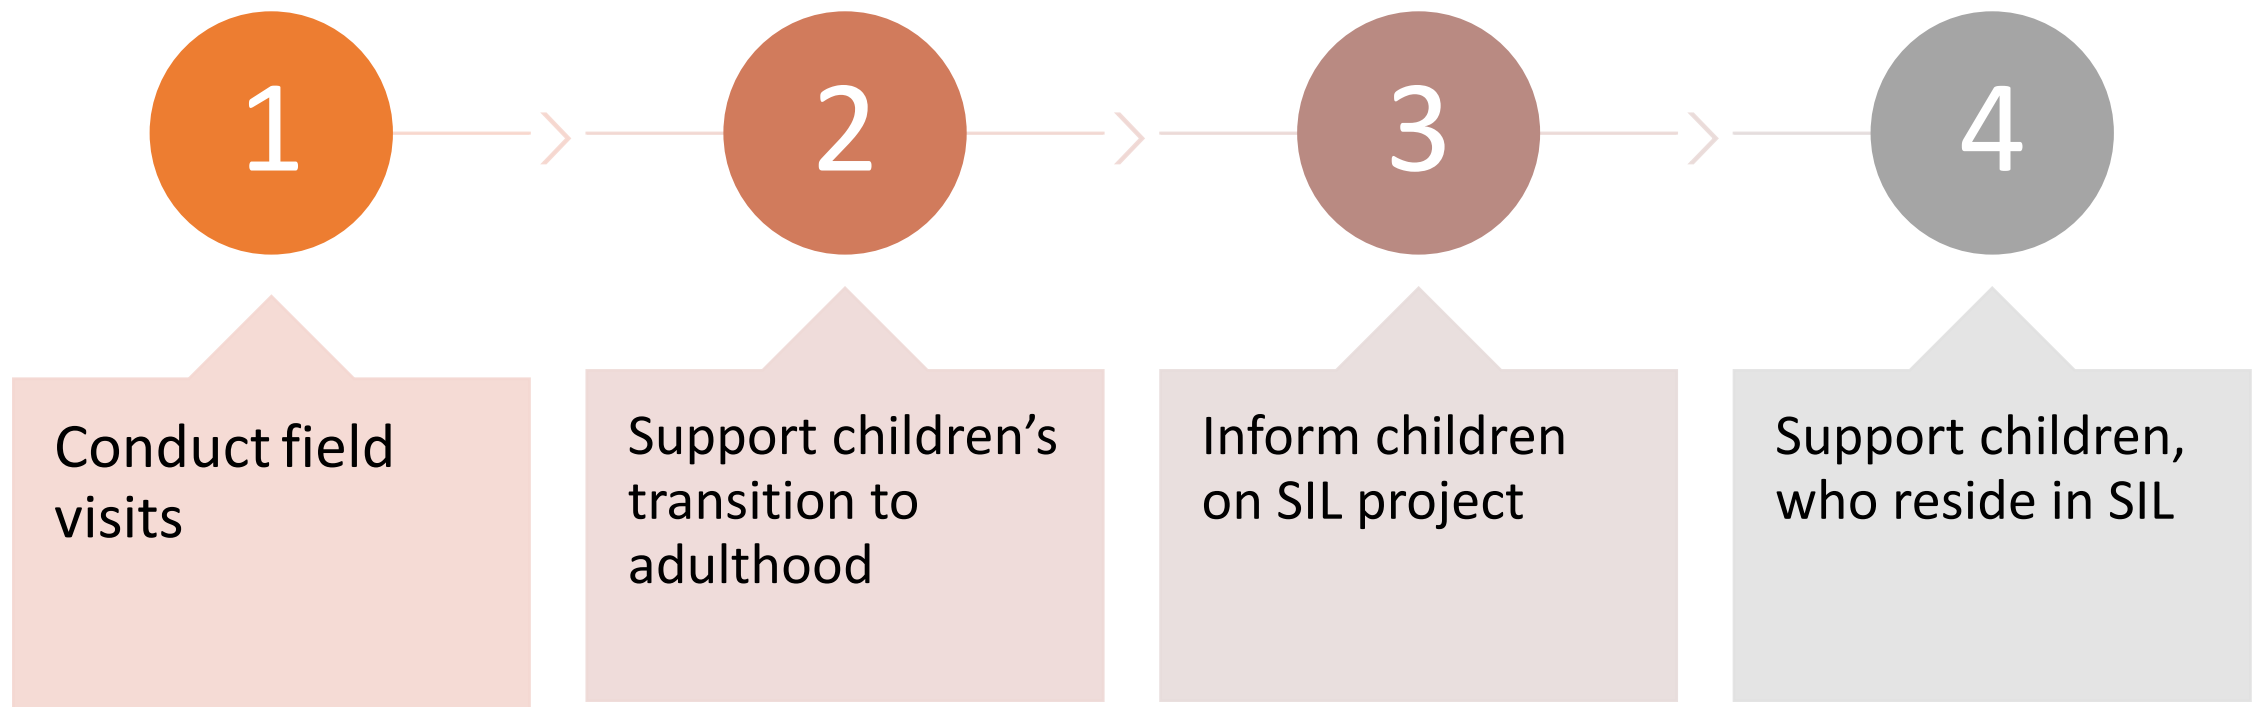 1
2
3
4
Conduct field
visits
Support children’s
transition to
adulthood
Inform children
on SIL project
Support children,
who reside in SIL